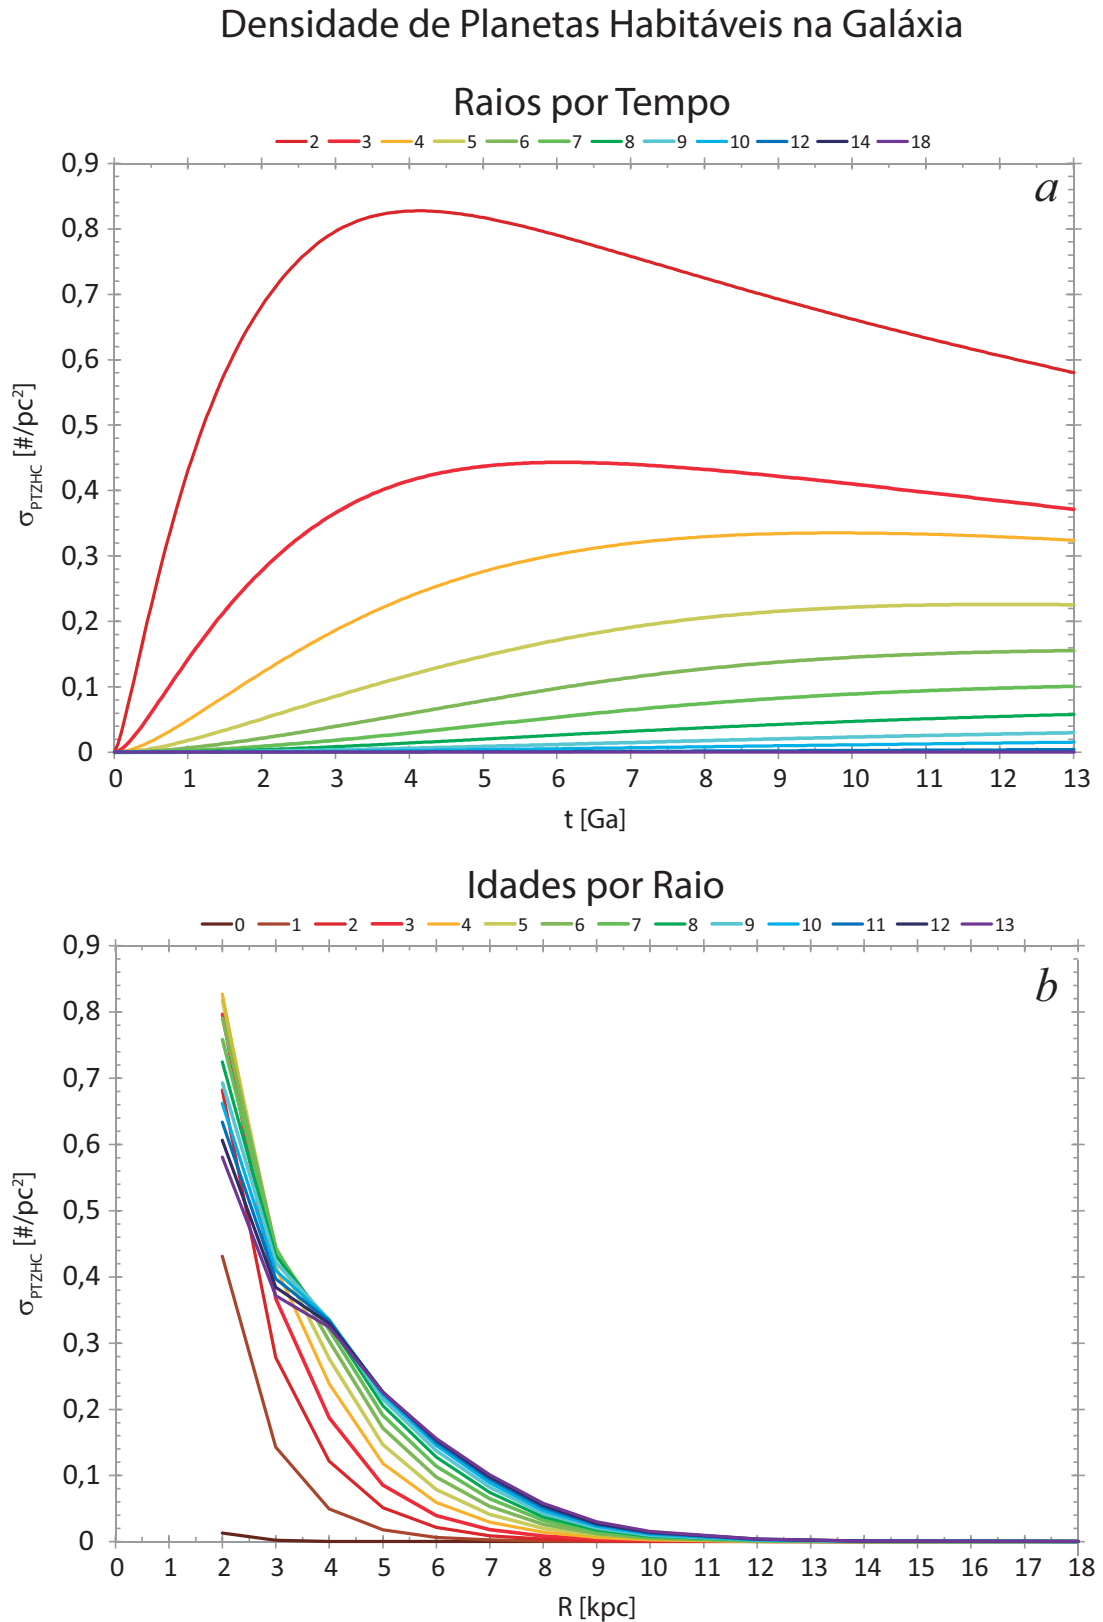 Densidade de Planetas Habitáveis na Galáxia
Raios por Tempo
2 3 4 5 6 7 8 9 10 12 14 18
a
0,9
0,8
0,7
0,6
0,5
0,4
0,3
0,2
0,1
0
σPTZHC [#/pc²]
0 1 2 3 4 5 6 7 8 9 10 11 12 13
t [Ga]
Idades por Raio
0 1 2 3 4 5 6 7 8 9 10 11 12 13
b
0,9
0,8
0,7
0,6
0,5
0,4
0,3
0,2
0,1
0
σPTZHC [#/pc²]
0 1 2 3 4 5 6 7 8 9 10 11 12 13 14 15 16 17 18
R [kpc]